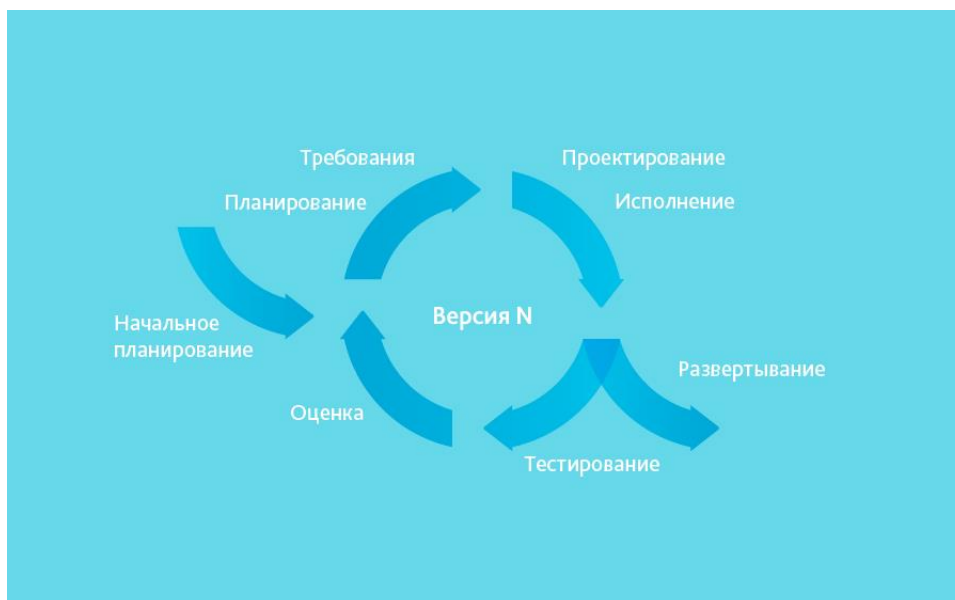 Требования
Проектирование
Планирование
Исполнение
Версия N
Начальное
планирование
Развертывание
Оценка
Тестирование